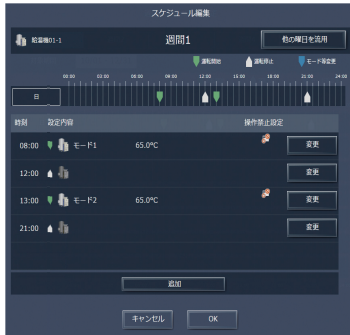 スケジュール編集
給湯機01-1
週間1
他の曜日を流用
運転開始
運転停止
モード等変更
00:00 03:00 06:00 09:00 12:00 15:00 18:00 21:00 24:00
日
時刻 設定内容 操作禁止設定
08:00 モード1 65.0℃ 変更
12:00 変更
13:00 モード2 65.0℃ 変更
21:00 変更
追加
キャンセル OK